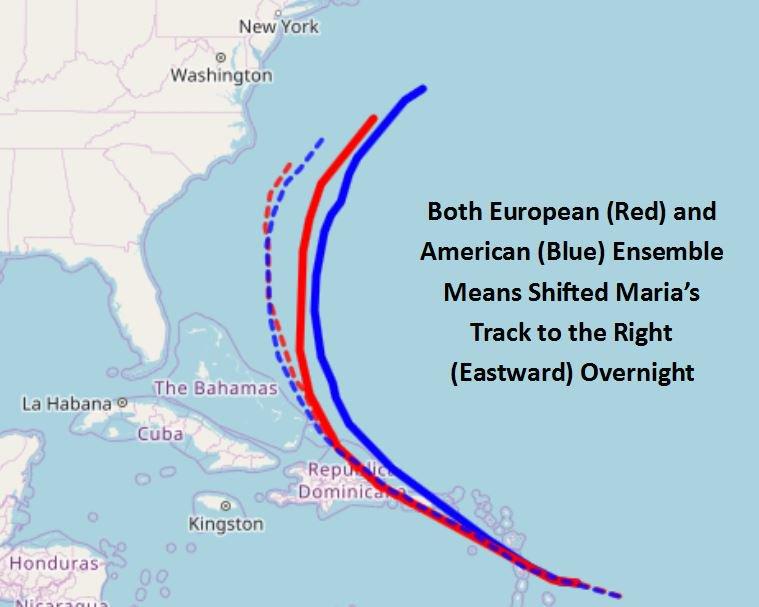 New York
Washington
Both European (Red) and
American (Blue) Ensemble
Means Shifted Maria's
Track to the Right
(Eastward) Overnight
The Bahamas
La Habana
Cuba
República
Dominicana
Kingston
Honduras
Nicaragua